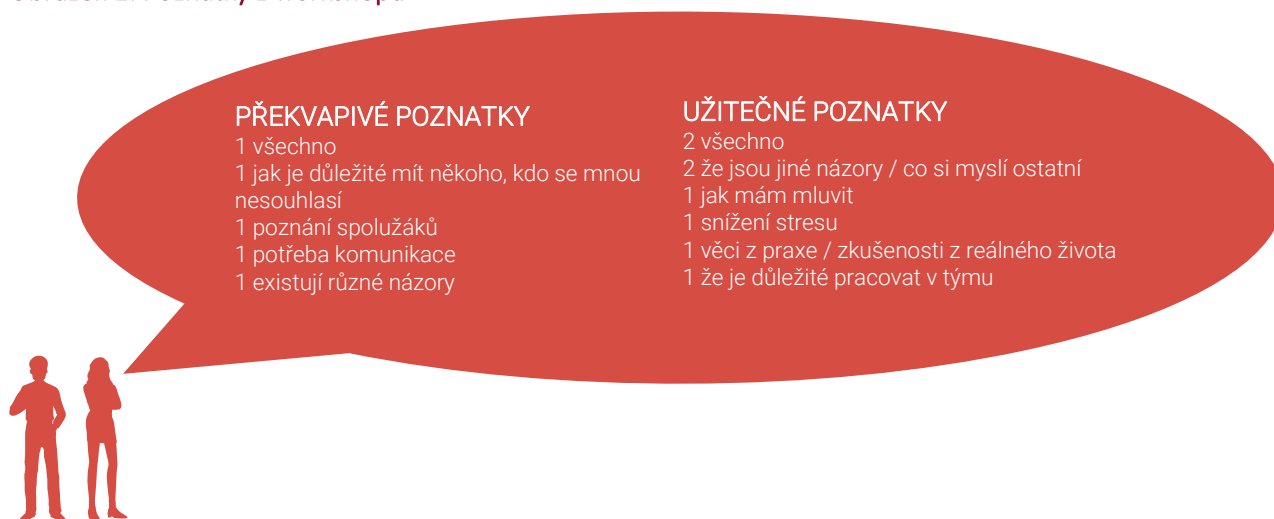 PŘEKVAPIVÉ POZNATKY
1 všechno
1 jak je důležité mít někoho, kdo se mnou
nesouhlasí
1 poznání spolužáků
1 potřeba komunikace
1 existují různé názory
UŽITEČNÉ POZNATKY
2 všechno
2 že jsou jiné názory / co si myslí ostatní
1 jak mám mluvit
1 snížení stresu
1 věci z praxe / zkušenosti z reálného života
1 že je důležité pracovat v týmu